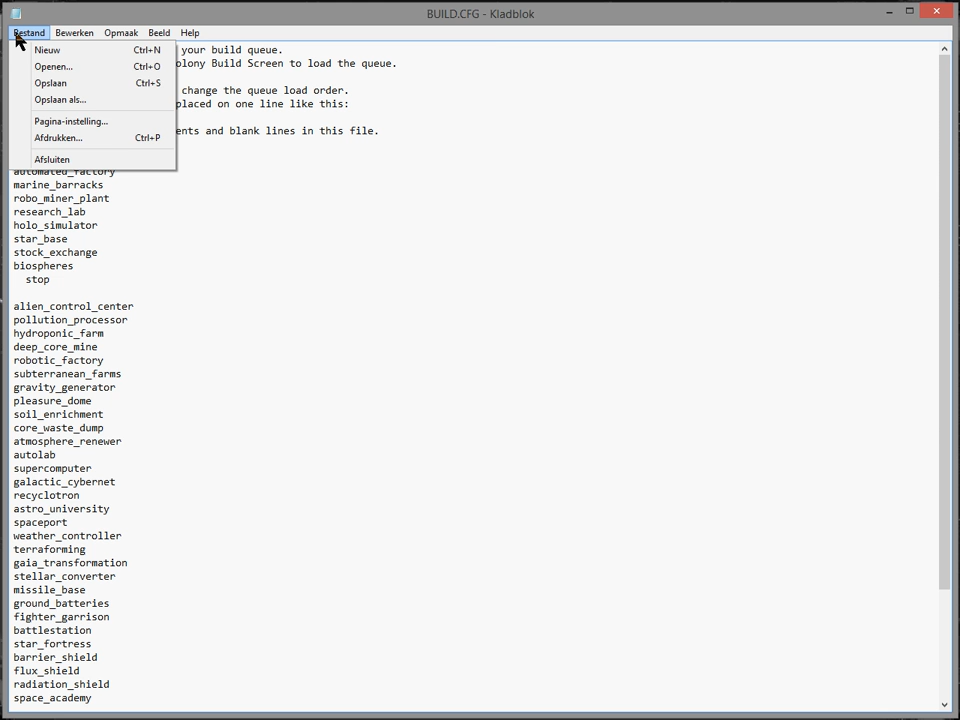 BUILD.CFG - Kladblok
Bestand Bewerken Opmaak Beeld Help
Nieuw Ctrl+N
Openen... Ctrl+O
Opslaan Ctrl+S
Opslaan als...
Pagina-instelling...
Afdrukken... Ctrl+P
Afsluiten
your build queue.
olony Build Screen to load the queue.
change the queue load order.
placed on one line like this:
ents and blank lines in this file.
automated_factory
marine_barracks
robo_miner_plant
research_lab
holo_simulator
star_base
stock_exchange
biospheres
stop
alien_control_center
pollution_processor
hydroponic_farm
deep_core_mine
robotic_factory
subterranean_farms
gravity_generator
pleasure_dome
soil_enrichment
core_waste_dump
atmosphere_renewer
autolab
supercomputer
galactic_cybernet
recyclotron
astro_university
spaceport
weather_controller
terraforming
gaia_transformation
stellar_converter
missile_base
ground_batteries
fighter_garrison
battlestation
star_fortress
barrier_shield
flux_shield
radiation_shield
space_academy